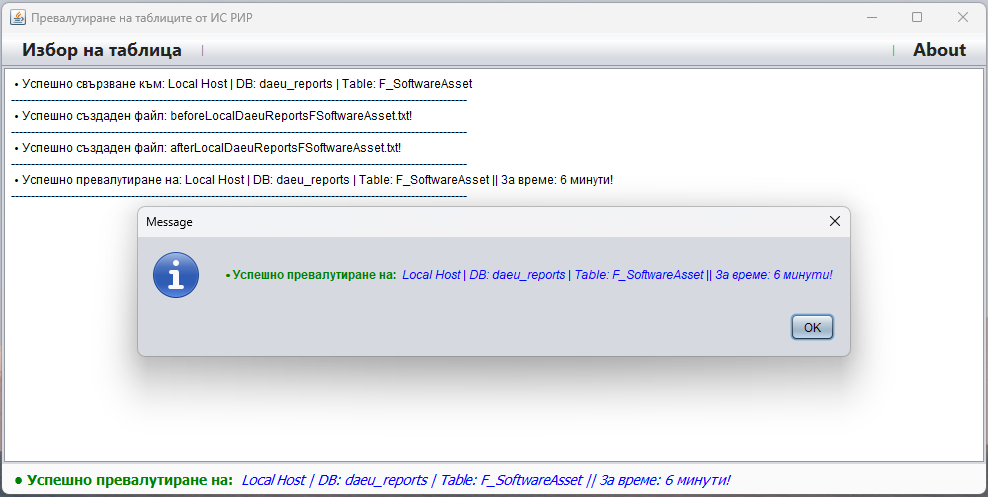 Превалутиране на таблиците от ИС РИР
Избор на таблица | | About
• Успешно свързване към: Local Host | DB: daeu_reports | Table: F_SoftwareAsset
• Успешно създаден файл: beforeLocalDaeuReportsFSoftwareAsset.txt!
• Успешно създаден файл: afterLocalDaeuReportsFSoftwareAsset.txt!
• Успешно превалутиране на: Local Host | DB: daeu_reports | Table: F_SoftwareAsset || За време: 6 минути!
Message
• Успешно превалутиране на: Local Host | DB: daeu_reports | Table: F_SoftwareAsset || За време: 6 минути!
OK
• Успешно превалутиране на: Local Host | DB: daeu_reports | Table: F_SoftwareAsset || За време: 6 минути!